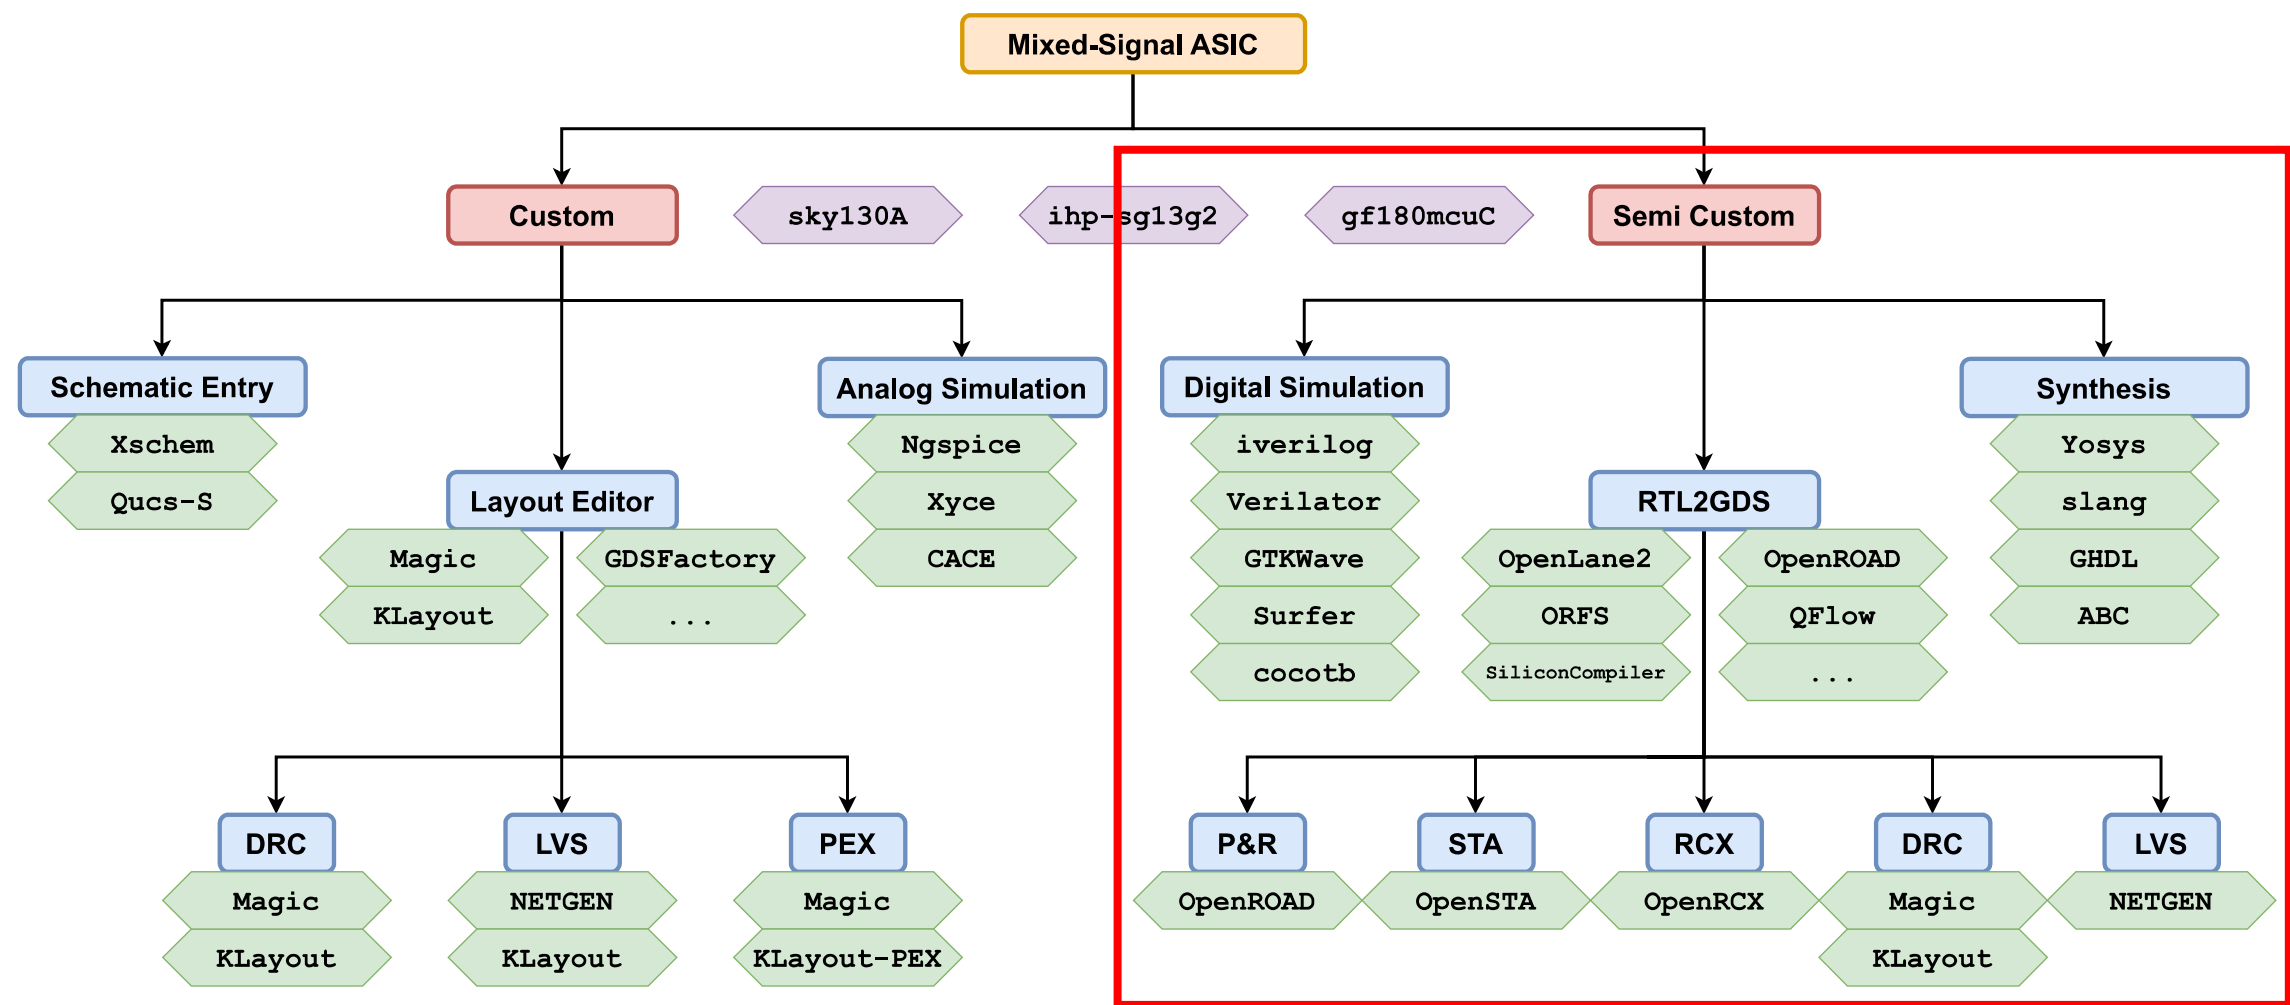 Mixed-Signal ASIC
Custom
sky130A
ihp-sg13g2
gf180mcuC
Semi Custom
Schematic Entry
Xschem
Qucs-S
Layout Editor
Magic
GDSFactory
KLayout
...
Analog Simulation
Ngspice
Xyce
CACE
DRC
Magic
KLayout
LVS
NETGEN
KLayout
PEX
Magic
KLayout-PEX
Digital Simulation
iverilog
Verilator
GTKWave
Surfer
cocotb
RTL2GDS
OpenLane2
OpenROAD
ORFS
QFlow
SiliconCompiler
...
Synthesis
Yosys
slang
GHDL
ABC
P&R
OpenROAD
STA
OpenSTA
RCX
OpenRCX
DRC
Magic
KLayout
LVS
NETGEN